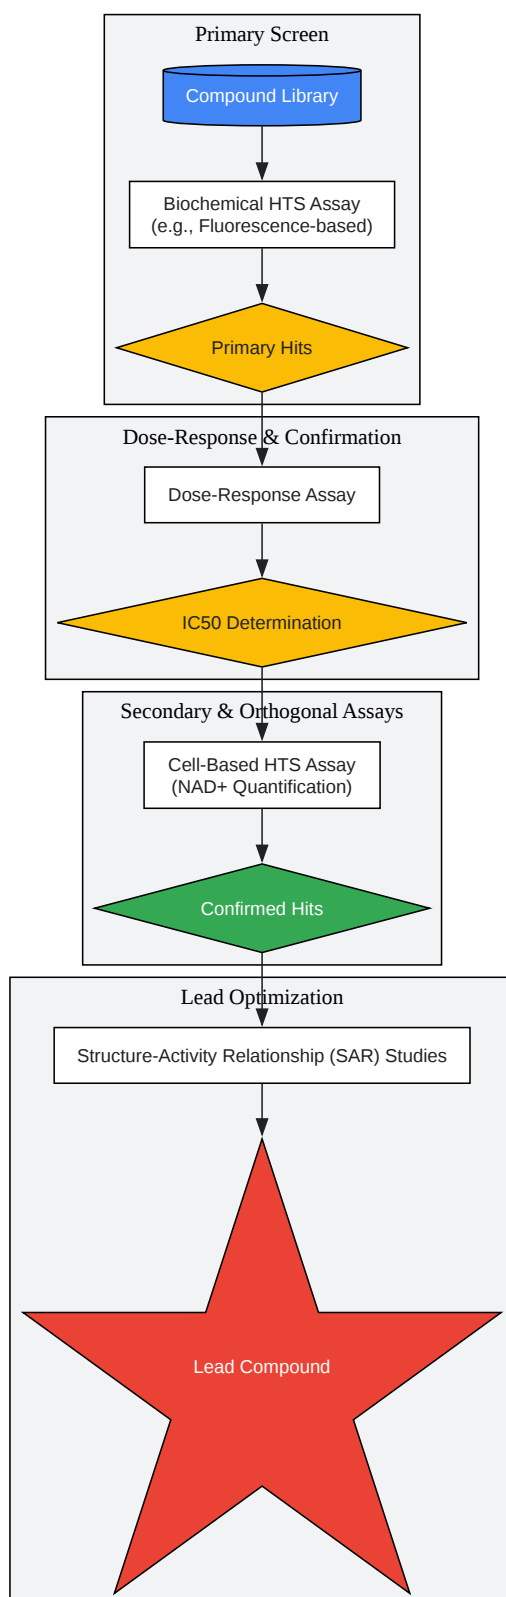 Primary Screen
Compound Library
Biochemical HTS Assay
(e.g., Fluorescence-based)
Primary Hits
Dose-Response & Confirmation
Dose-Response Assay
IC50 Determination
Secondary & Orthogonal Assays
Cell-Based HTS Assay
(NAD+ Quantification)
Confirmed Hits
Lead Optimization
Structure-Activity Relationship (SAR) Studies
Lead Compound